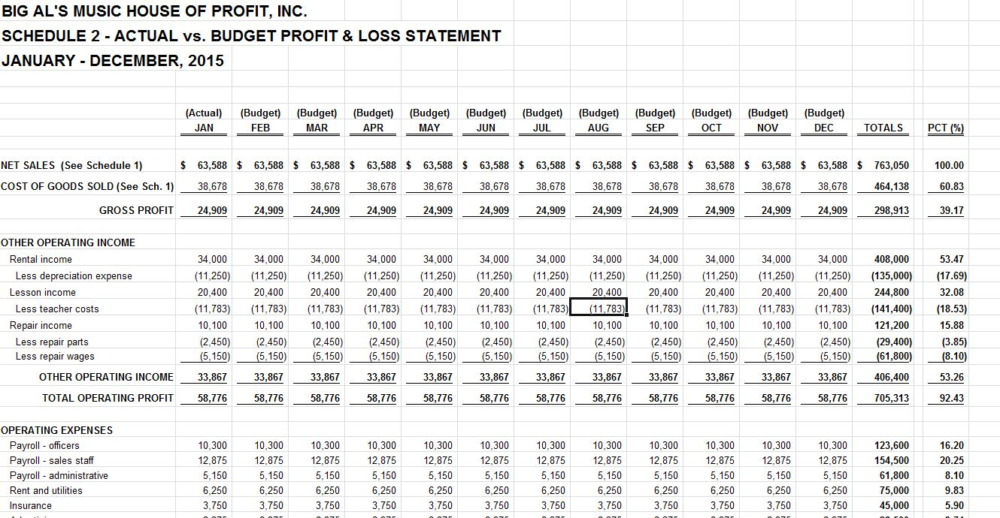 BIG AL'S MUSIC HOUSE OF PROFIT, INC.
SCHEDULE 2 - ACTUAL vs. BUDGET PROFIT & LOSS STATEMENT
JANUARY - DECEMBER, 2015
(Actual) (Budget) (Budget) (Budget) (Budget) (Budget) (Budget) (Budget) (Budget) (Budget) (Budget) (Budget)
JAN FEB MAR APR MAY JUN JUL AUG SEP OCT NOV DEC TOTALS PCT (%)
NET SALES (See Schedule 1) $ 63,588 $ 63,588 $ 63,588 $ 63,588 $ 63,588 $ 63,588 $ 63,588 $ 63,588 $ 63,588 $ 63,588 $ 63,588 $ 63,588 $ 763,050 100.00
COST OF GOODS SOLD (See Sch. 1) 38,678 38,678 38,678 38,678 38,678 38,678 38,678 38,678 38,678 38,678 38,678 38,678 464,138 60.83
GROSS PROFIT 24,909 24,909 24,909 24,909 24,909 24,909 24,909 24,909 24,909 24,909 24,909 24,909 298,913 39.17
OTHER OPERATING INCOME
Rental income 34,000 34,000 34,000 34,000 34,000 34,000 34,000 34,000 34,000 34,000 34,000 34,000 408,000 53.47
Less depreciation expense (11,250) (11,250) (11,250) (11,250) (11,250) (11,250) (11,250) (11,250) (11,250) (11,250) (11,250) (11,250) (135,000) (17.69)
Lesson income 20,400 20,400 20,400 20,400 20,400 20,400 20,400 20,400 20,400 20,400 20,400 20,400 244,800 32.08
Less teacher costs (11,783) (11,783) (11,783) (11,783) (11,783) (11,783) (11,783) (11,783) (11,783) (11,783) (11,783) (11,783) (141,400) (18.53)
Repair income 10,100 10,100 10,100 10,100 10,100 10,100 10,100 10,100 10,100 10,100 10,100 10,100 121,200 15.88
Less repair parts (2,450) (2,450) (2,450) (2,450) (2,450) (2,450) (2,450) (2,450) (2,450) (2,450) (2,450) (2,450) (29,400) (3.85)
Less repair wages (5,150) (5,150) (5,150) (5,150) (5,150) (5,150) (5,150) (5,150) (5,150) (5,150) (5,150) (5,150) (61,800) (8.10)
OTHER OPERATING INCOME 33,867 33,867 33,867 33,867 33,867 33,867 33,867 33,867 33,867 33,867 33,867 33,867 406,400 53.26
TOTAL OPERATING PROFIT 58,776 58,776 58,776 58,776 58,776 58,776 58,776 58,776 58,776 58,776 58,776 58,776 705,313 92.43
OPERATING EXPENSES
Payroll - officers 10,300 10,300 10,300 10,300 10,300 10,300 10,300 10,300 10,300 10,300 10,300 10,300 123,600 16.20
Payroll - sales staff 12,875 12,875 12,875 12,875 12,875 12,875 12,875 12,875 12,875 12,875 12,875 12,875 154,500 20.25
Payroll - administrative 5,150 5,150 5,150 5,150 5,150 5,150 5,150 5,150 5,150 5,150 5,150 5,150 61,800 8.10
Rent and utilities 6,250 6,250 6,250 6,250 6,250 6,250 6,250 6,250 6,250 6,250 6,250 6,250 75,000 9.83
Insurance 3,750 3,750 3,750 3,750 3,750 3,750 3,750 3,750 3,750 3,750 3,750 3,750 45,000 5.90